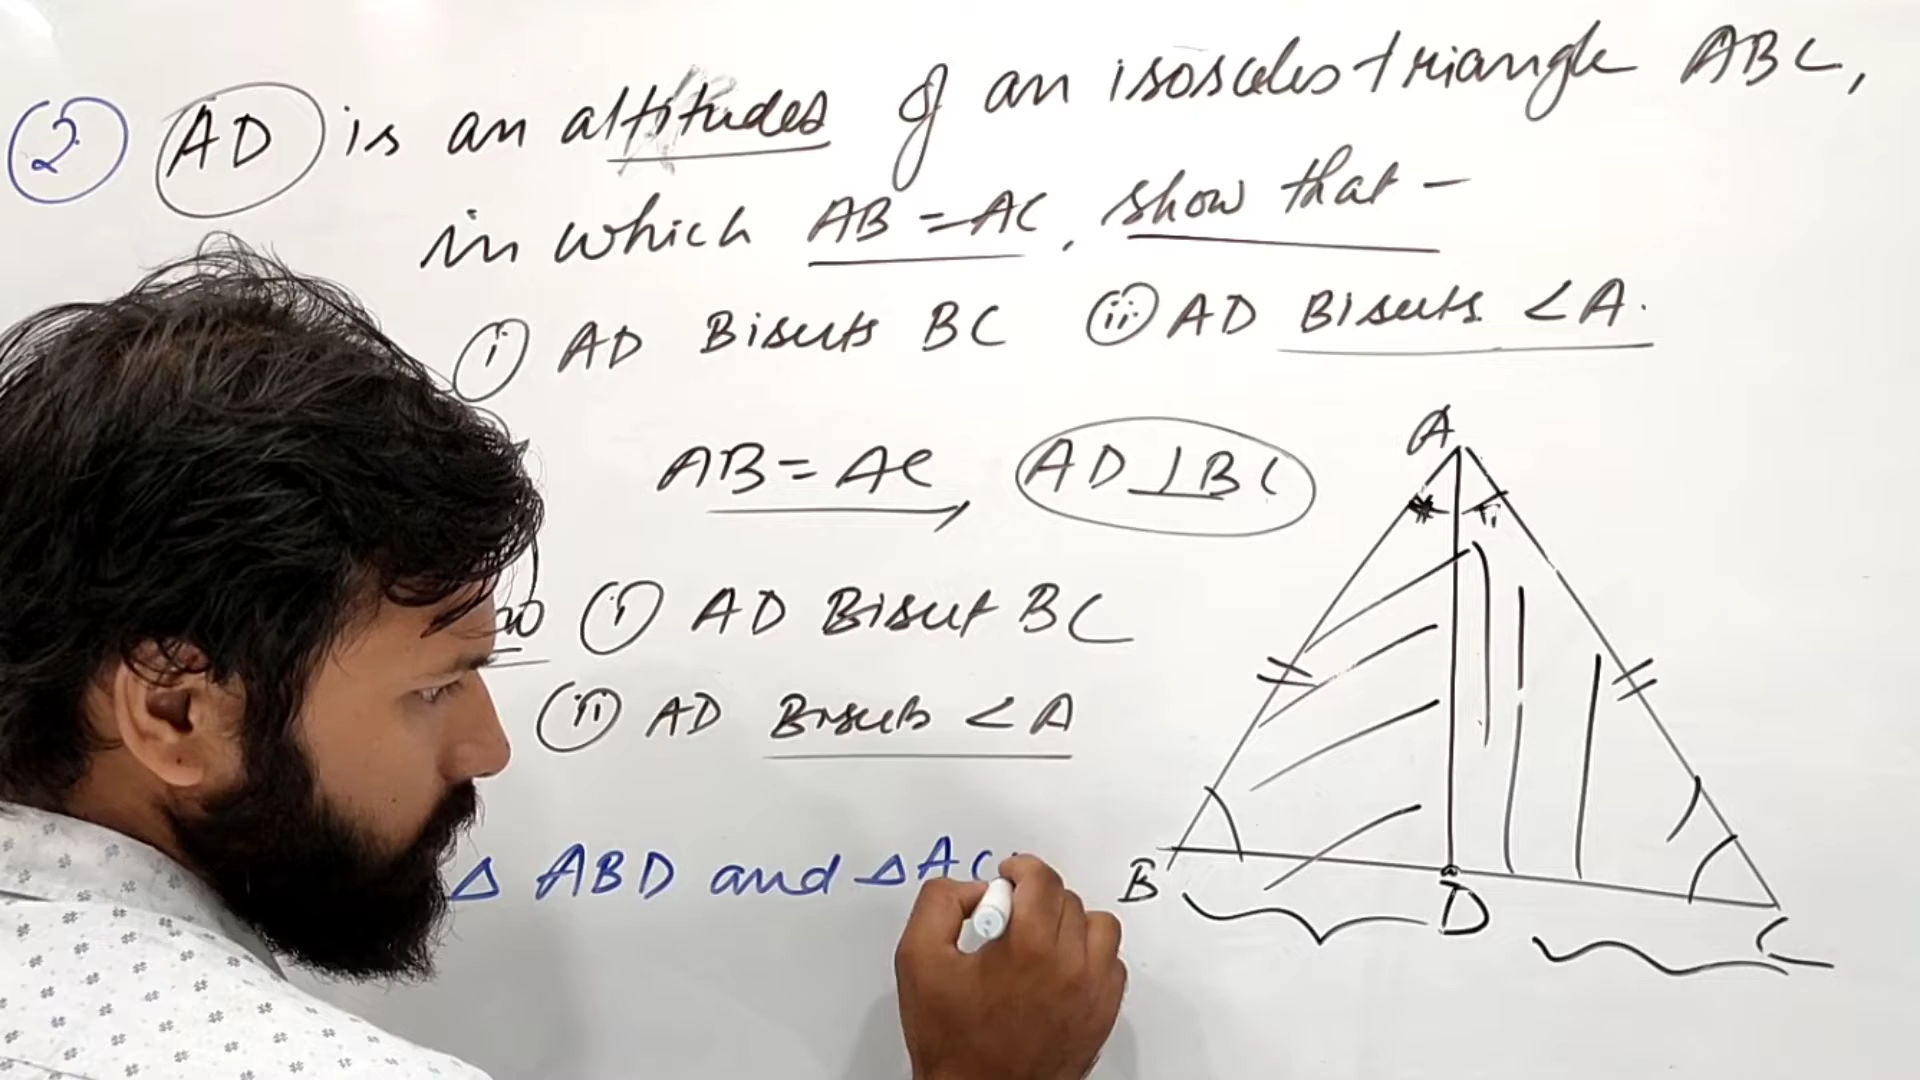 ② AD is an altitudes of an isosceles triangle ABC,
in which AB = AC, show that –
(i) AD Bisects BC (ii) AD Bisects <A.
AB = AC, AD ⊥ BC
(i) AD Bisect BC
(ii) AD Bisects <A
Δ ABD and Δ AC
A
B
D
C